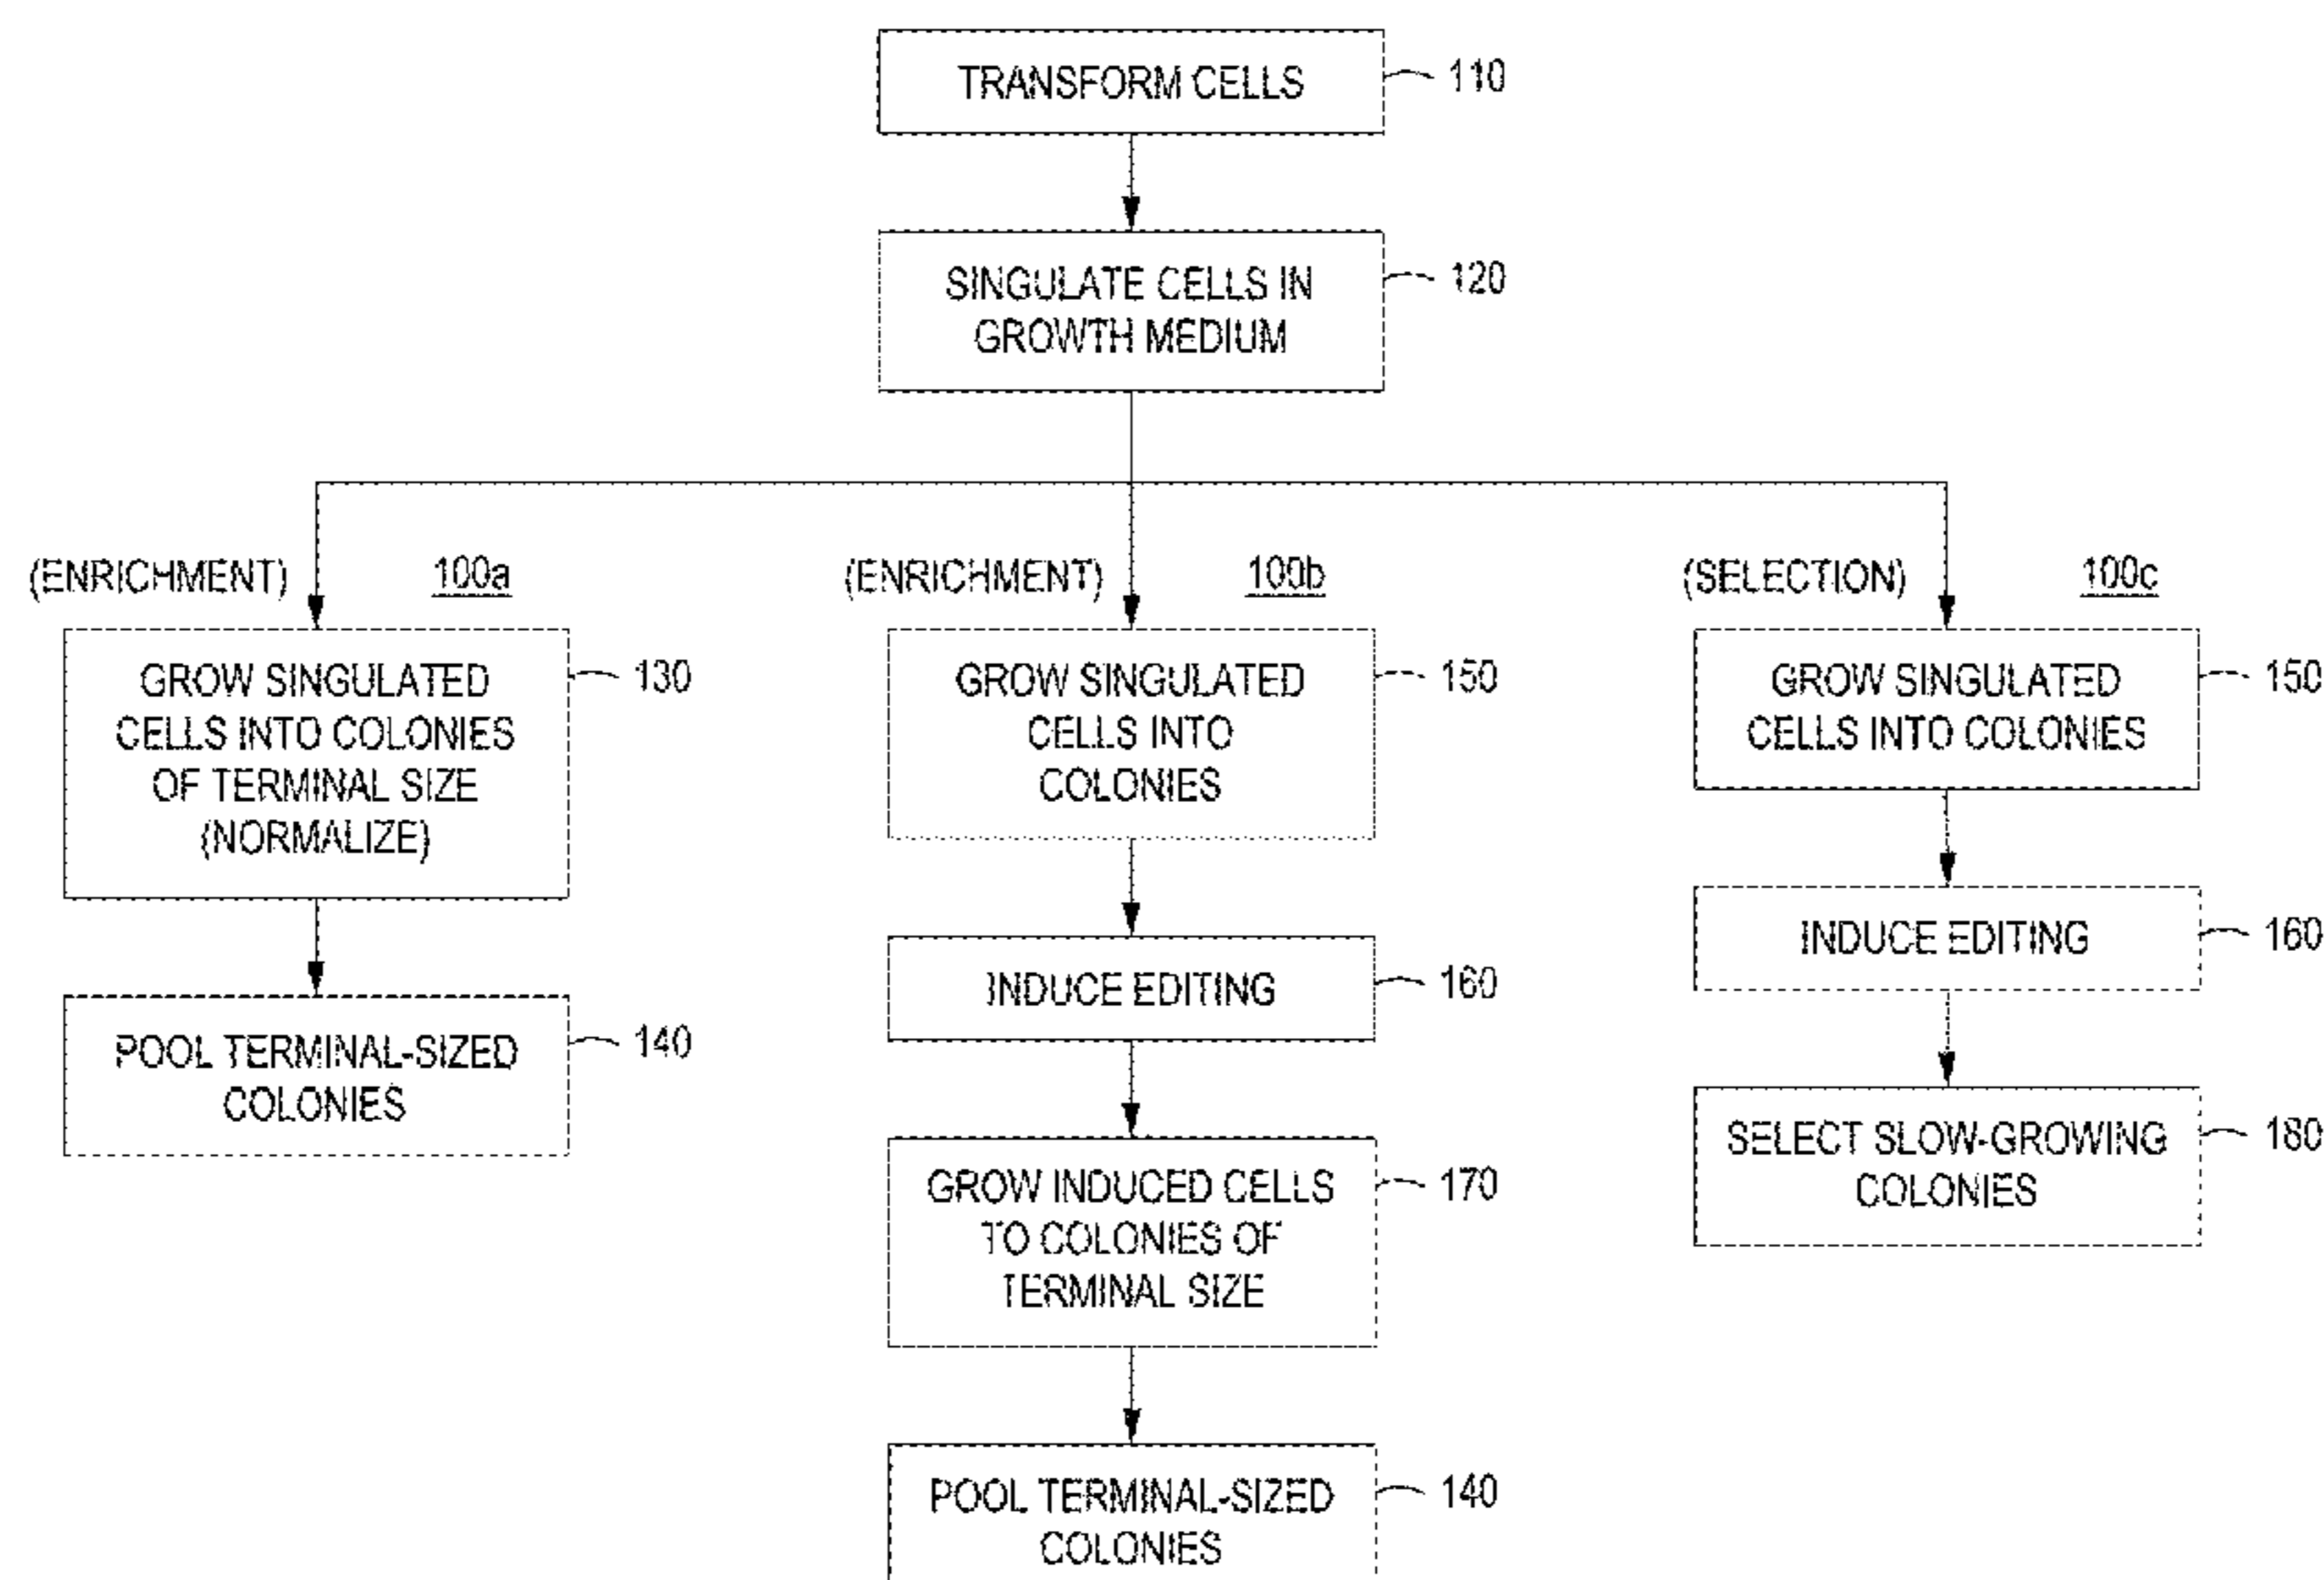 TRANSFORM CELLS
110
SINGULATE CELLS IN
GROWTH MEDIUM
120
(ENRICHMENT)
100a
GROW SINGULATED
CELLS INTO COLONIES
OF TERMINAL SIZE
(NORMALIZE)
130
POOL TERMINAL-SIZED
COLONIES
140
(ENRICHMENT)
100b
GROW SINGULATED
CELLS INTO
COLONIES
150
INDUCE EDITING
160
GROW INDUCED CELLS
TO COLONIES OF
TERMINAL SIZE
170
POOL TERMINAL-SIZED
COLONIES
140
(SELECTION)
100c
GROW SINGULATED
CELLS INTO COLONIES
150
INDUCE EDITING
160
SELECT SLOW-GROWING
COLONIES
180